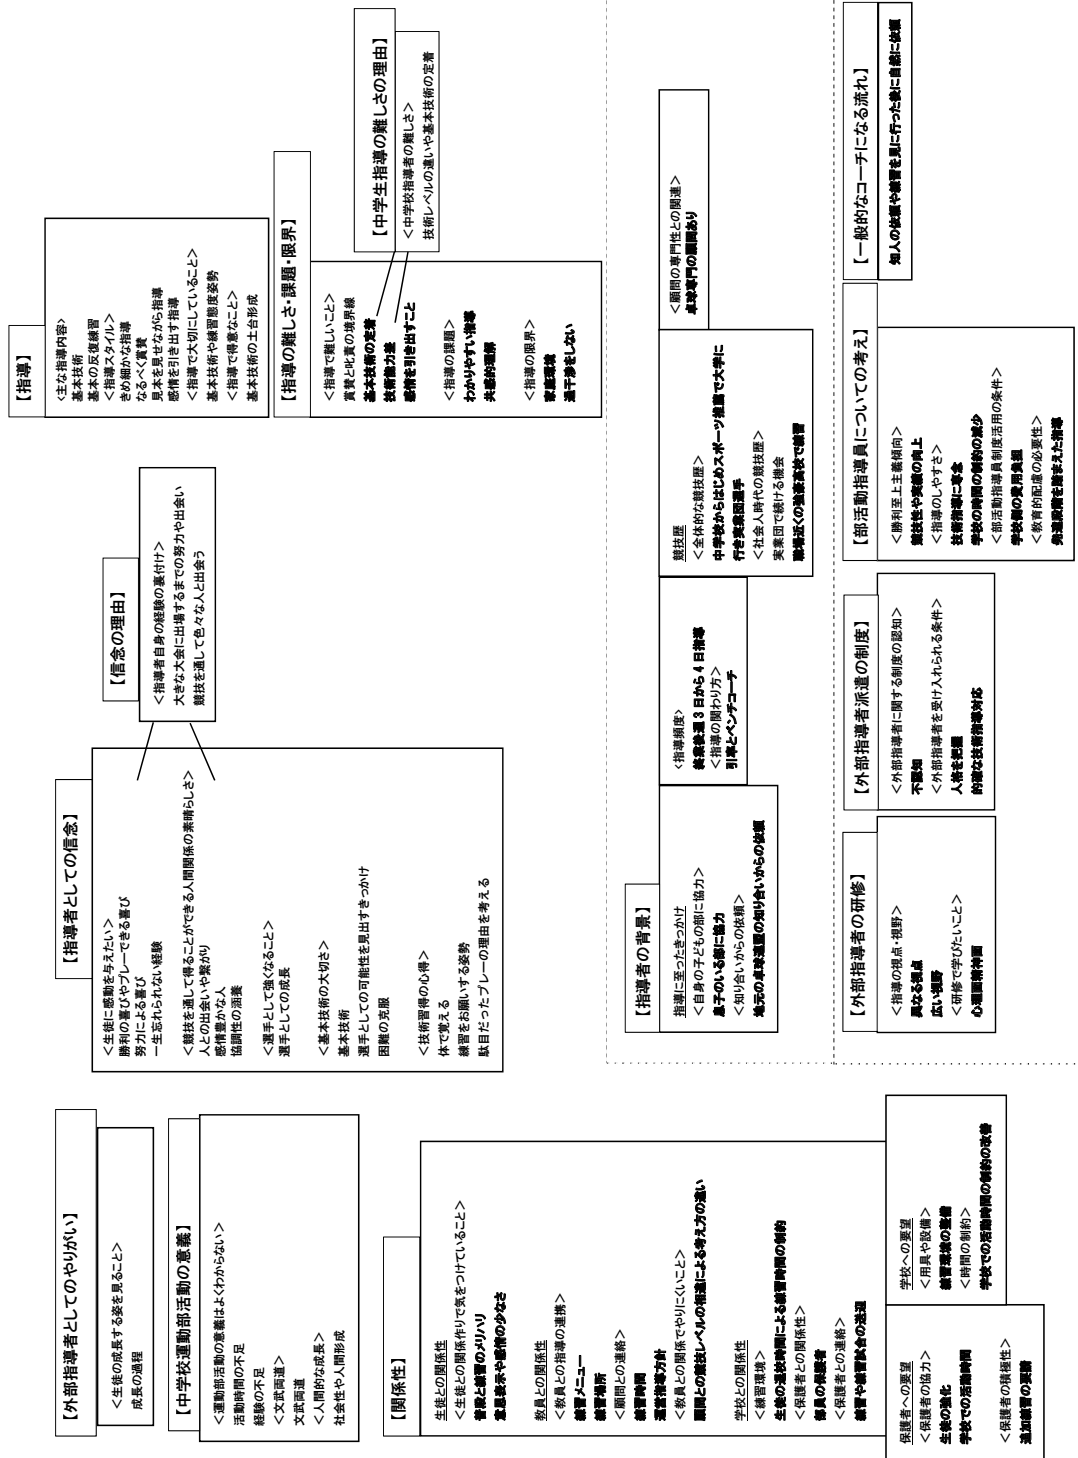 【外部指導者としてのやりがい】
＜生徒の成長する姿を見ること＞
成長の過程
【中学校運動部活動の意義】
＜運動部活動の意義はよくわからない＞
活動時間の不足
経験の不足
＜文武両道＞
文武両道
＜人間的な成長＞
社会性や人間形成
【関係性】
生徒との関係性
＜生徒との関係作りで気をつけていること＞
普段と練習のメリハリ
意思表示や感情の少なさ
教員との関係性
＜教員との指導の連携＞
練習メニュー
練習場所
＜顧問との連絡＞
練習時間
運営指導方針
＜教員との関係でやりにくいこと＞
顧問との競技レベルの相違による考え方の違い
学校との関係性
＜練習環境＞
生徒の退校時間による練習時間の制約
＜保護者との関係性＞
部員の保護者
＜保護者との連絡＞
練習や練習試合の送迎
保護者への要望
＜保護者の協力＞
生徒の強化
学校での活動時間
＜保護者の積極性＞
追加練習の要請
学校への要望
＜用具や設備＞
練習環境の整備
＜時間の制約＞
学校での活動時間の制約の改善
【指導者としての信念】
＜生徒に感動を与えたい＞
勝利の喜びやプレーできる喜び
努力による喜び
一生忘れられない経験
＜競技を通して得ることができる人間関係の素晴らしさ＞
人との出会いや繋がり
感情豊かな人
協調性の涵養
＜選手として強くなること＞
選手としての成長
＜基本技術の大切さ＞
基本技術
選手としての可能性を見出すきっかけ
困難の克服
＜技術習得の心得＞
体で覚える
練習をお願いする姿勢
駄目だったプレーの理由を考える
【信念の理由】
＜指導者自身の経験の裏付け＞
大きな大会に出場するまでの努力や出会い
競技を通して色々な人と出会う
【指導】
＜主な指導内容＞
基本技術
基本の反復練習
＜指導スタイル＞
きめ細かな指導
なるべく賞賛
見本を見せながら指導
感情を引き出す指導
＜指導で大切にしていること＞
基本技術や練習態度姿勢
＜指導で得意なこと＞
基本技術の土台形成
【指導の難しさ・課題・限界】
＜指導で難しいこと＞
賞賛と叱責の境界線
基本技術の定着
技術能力差
感情を引き出すこと
＜指導の課題＞
わかりやすい指導
共感的理解
＜指導の限界＞
家庭環境
過干渉をしない
【中学生指導の難しさの理由】
＜中学校指導者の難しさ＞
技術レベルの違いや基本技術の定着
【指導者の背景】
指導に至ったきっかけ
＜自身の子どもの部に協力＞
息子のいる部に協力
＜知り合いからの依頼＞
地元の卓球連盟の知り合いからの依頼
＜指導頻度＞
終業後週 3 日から 4 日指導
＜指導の関わり方＞
引率とベンチコーチ
競技歴
＜全体的な競技歴＞
中学校からはじめスポーツ推薦で大学に
行き実業団選手
＜社会人時代の競技歴＞
実業団で続ける機会
職場近くの強豪高校で練習
＜顧問の専門性との関連＞
卓球専門の顧問あり
【外部指導者の研修】
＜指導の視点・視野＞
異なる視点
広い視野
＜研修で学びたいこと＞
心理面精神面
【外部指導者派遣の制度】
＜外部指導者に関する制度の認知＞
不認知
＜外部指導者を受け入れられる条件＞
人格を把握
的確な技術指導対応
【部活動指導員についての考え】
＜勝利至上主義傾向＞
競技性や実績の向上
＜指導のしやすさ＞
技術指導に専念
学校の時間の制約の減少
＜部活動指導員制度活用の条件＞
学校側の費用負担
＜教育的配慮の必要性＞
発達段階を踏まえた指導
【一般的なコーチになる流れ】
知人の依頼や練習を見に行った後に自然に依頼